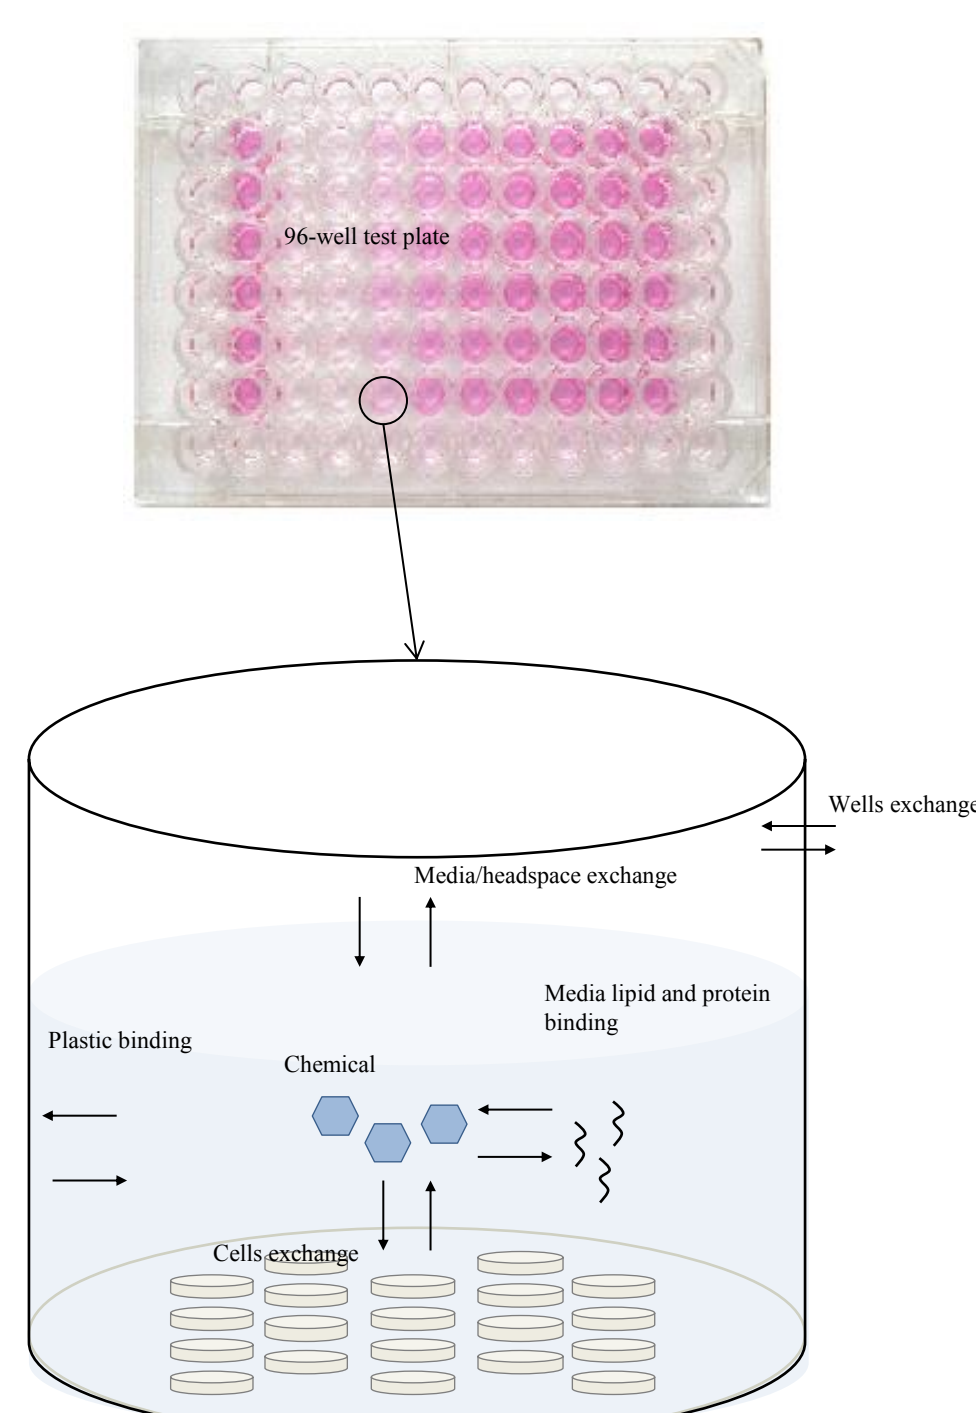 96-well test plate
Wells exchange
Media/headspace exchange
Media lipid and protein
binding
Plastic binding
Chemical
Cells exchange